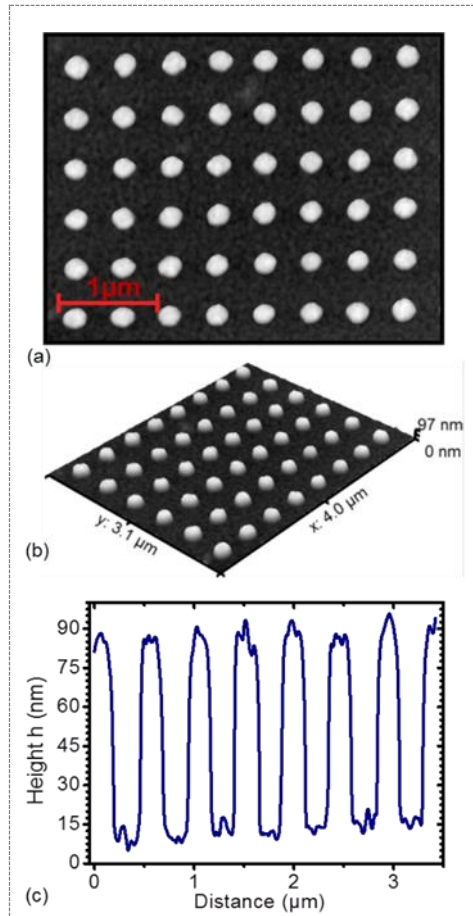 1μm
(a)
97 nm
0 nm
y: 3.1 μm
x: 4.0 μm
(b)
90
75
60
45
30
15
0
Height h (nm)
0
1
2
3
Distance (μm)
(c)